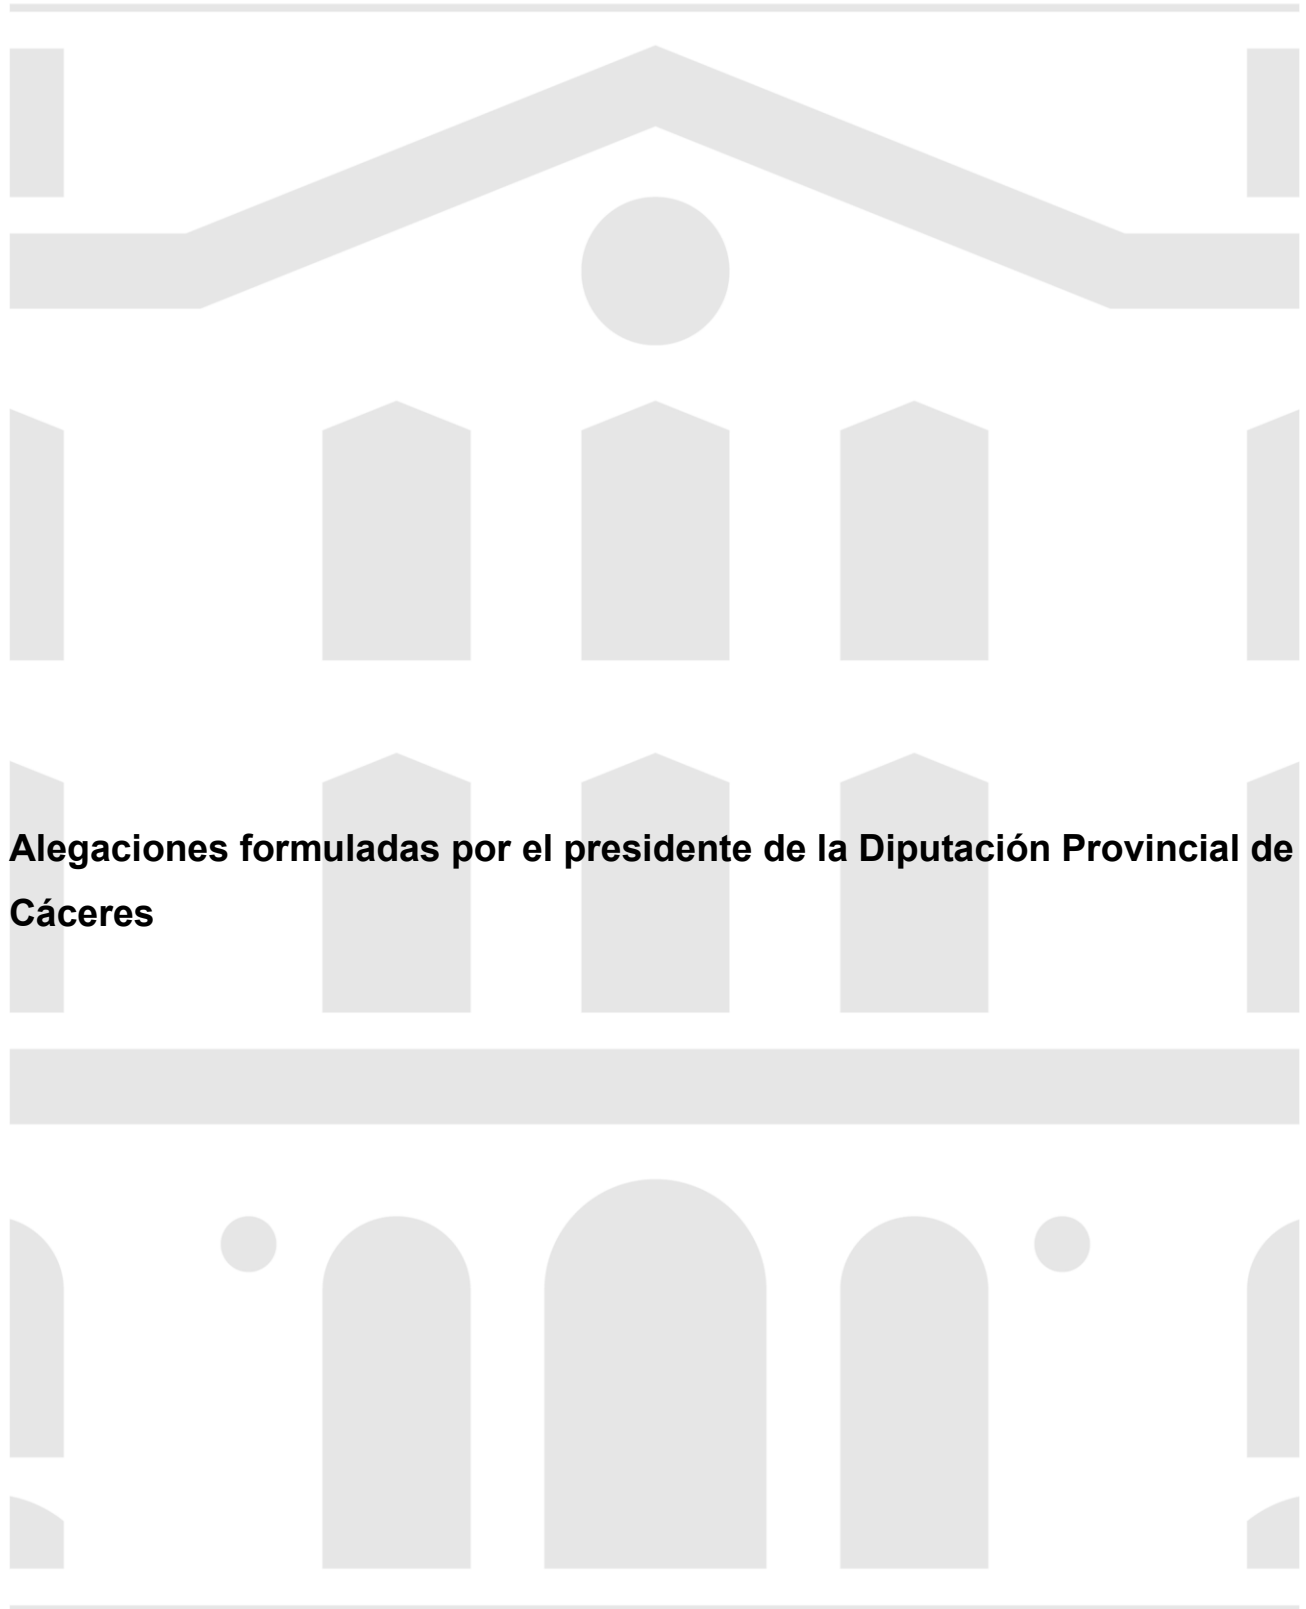 Alegaciones formuladas por el presidente de la Diputación Provincial de
Cáceres